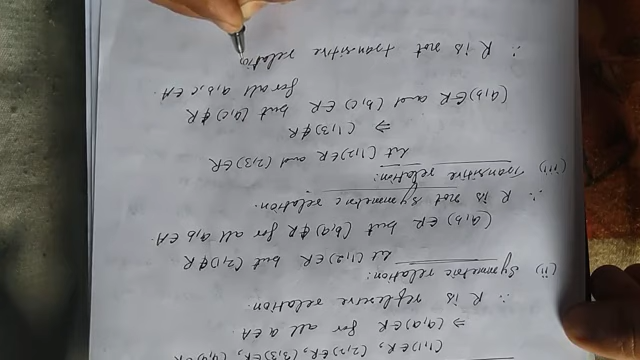 (1,1)∈R, (2,2)∈R, (3,3)∈R, (4,4)∈R
⇒ (a,a)∈R for all a∈A
∴ R is reflexive relation.
(ii) Symmetric relation:
Let (1,2)∈R but (2,1)∉R
(a,b)∈R but (b,a)∉R for all a,b∈A.
∴ R is not symmetric relation.
(iii) Transitive relation:
Let (1,2)∈R and (2,3)∈R
⇒ (1,3)∉R
(a,b)∈R and (b,c)∈R but (a,c)∉R
for all a,b,c∈A
∴ R is not transitive relation